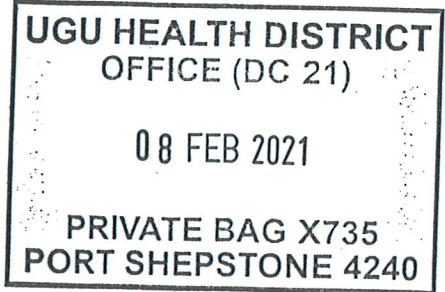 UGU HEALTH DISTRICT
OFFICE (DC 21)
08 FEB 2021
PRIVATE BAG X735
PORT SHEPSTONE 4240